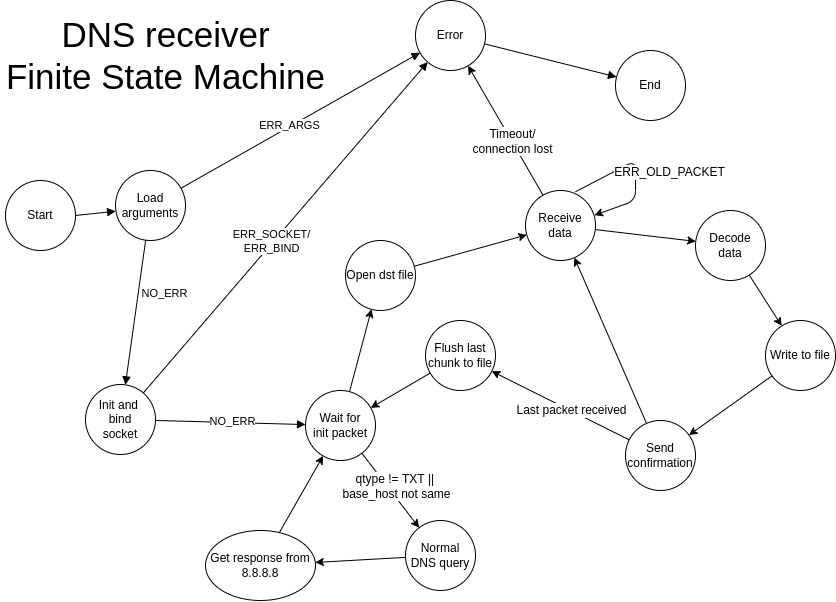 DNS receiver
Finite State Machine
Error
End
ERR_ARGS
Timeout/
connection lost
ERR_OLD_PACKET
Load
arguments
Start
Receive
data
Decode
data
ERR_SOCKET/
ERR_BIND
Open dst file
NO_ERR
Flush last
chunk to file
Write to file
Init and
bind
socket
NO_ERR
Wait for
init packet
Last packet received
Send
confirmation
qtype != TXT ||
base_host not same
Get response from
8.8.8.8
Normal
DNS query